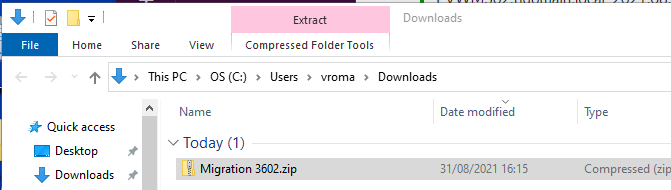 Extract
Downloads
File
Home
Share
View
Compressed Folder Tools
This PC > OS (C:) > Users > vroma > Downloads
Name
Date modified
Type
Quick access
Today (1)
Desktop
Migration 3602.zip
31/08/2021 16:15
Compressed (zip
Downloads